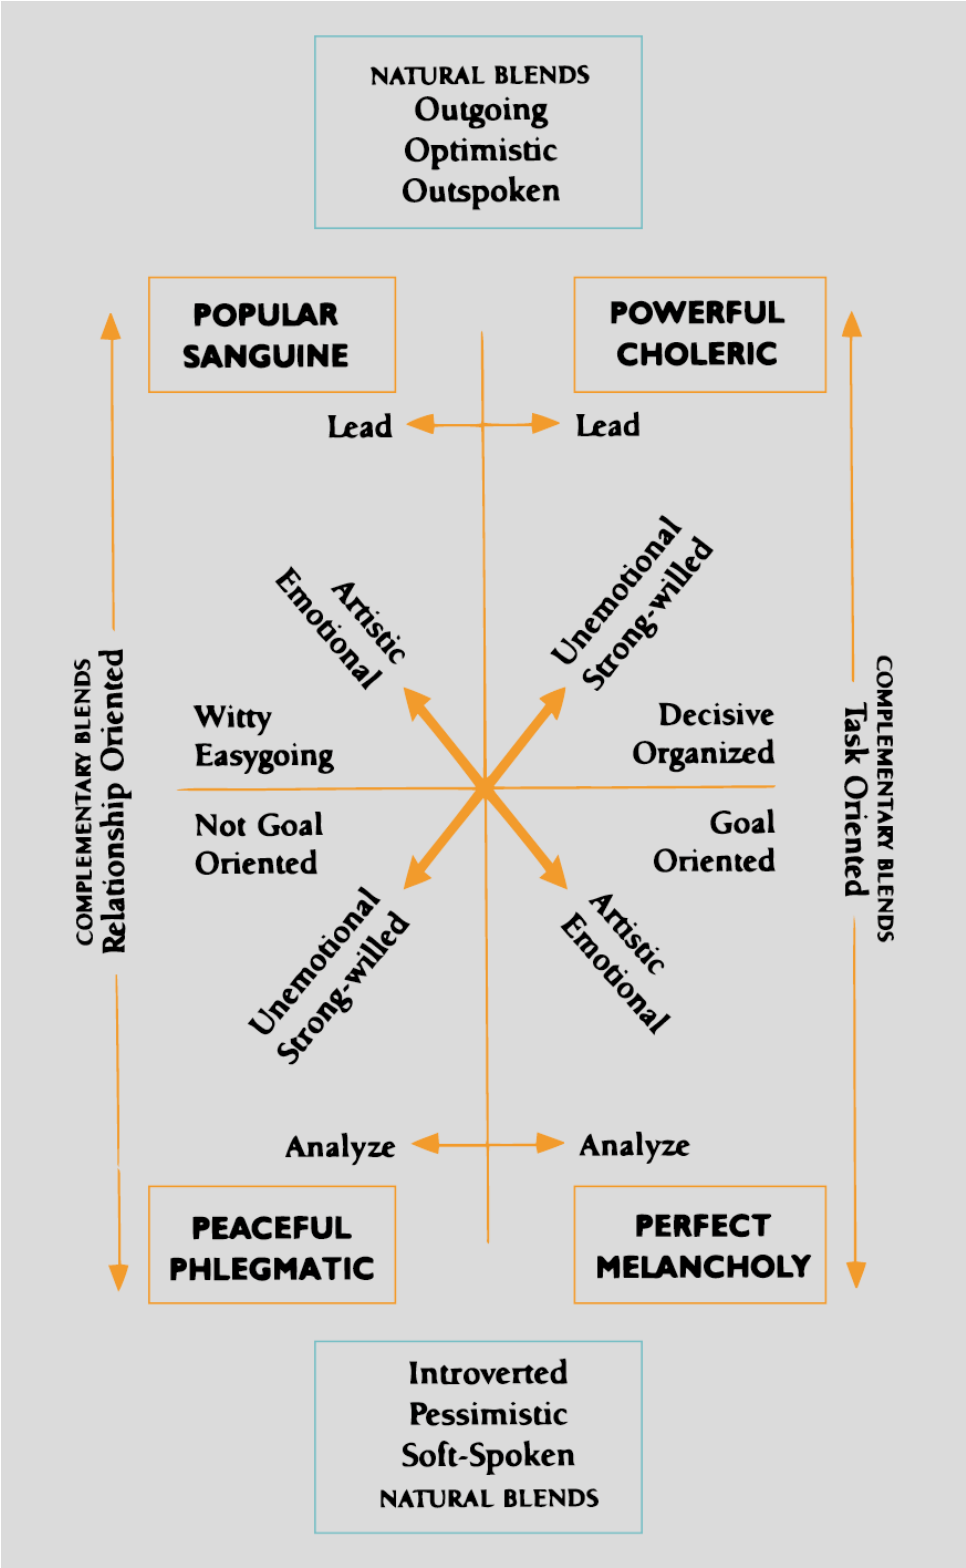 NATURAL BLENDS
Outgoing
Optimistic
Outspoken
POPULAR
SANGUINE
POWERFUL
CHOLERIC
Lead
Lead
Artistic
Emotional
Unemotional
Strong-willed
COMPLEMENTARY BLENDS
Relationship Oriented
Witty
Easygoing
Decisive
Organized
Not Goal
Oriented
Goal
Oriented
COMPLEMENTARY BLENDS
Task Oriented
Unemotional
Strong-willed
Artistic
Emotional
Analyze
Analyze
PEACEFUL
PHLEGMATIC
PERFECT
MELANCHOLY
Introverted
Pessimistic
Soft-Spoken
NATURAL BLENDS